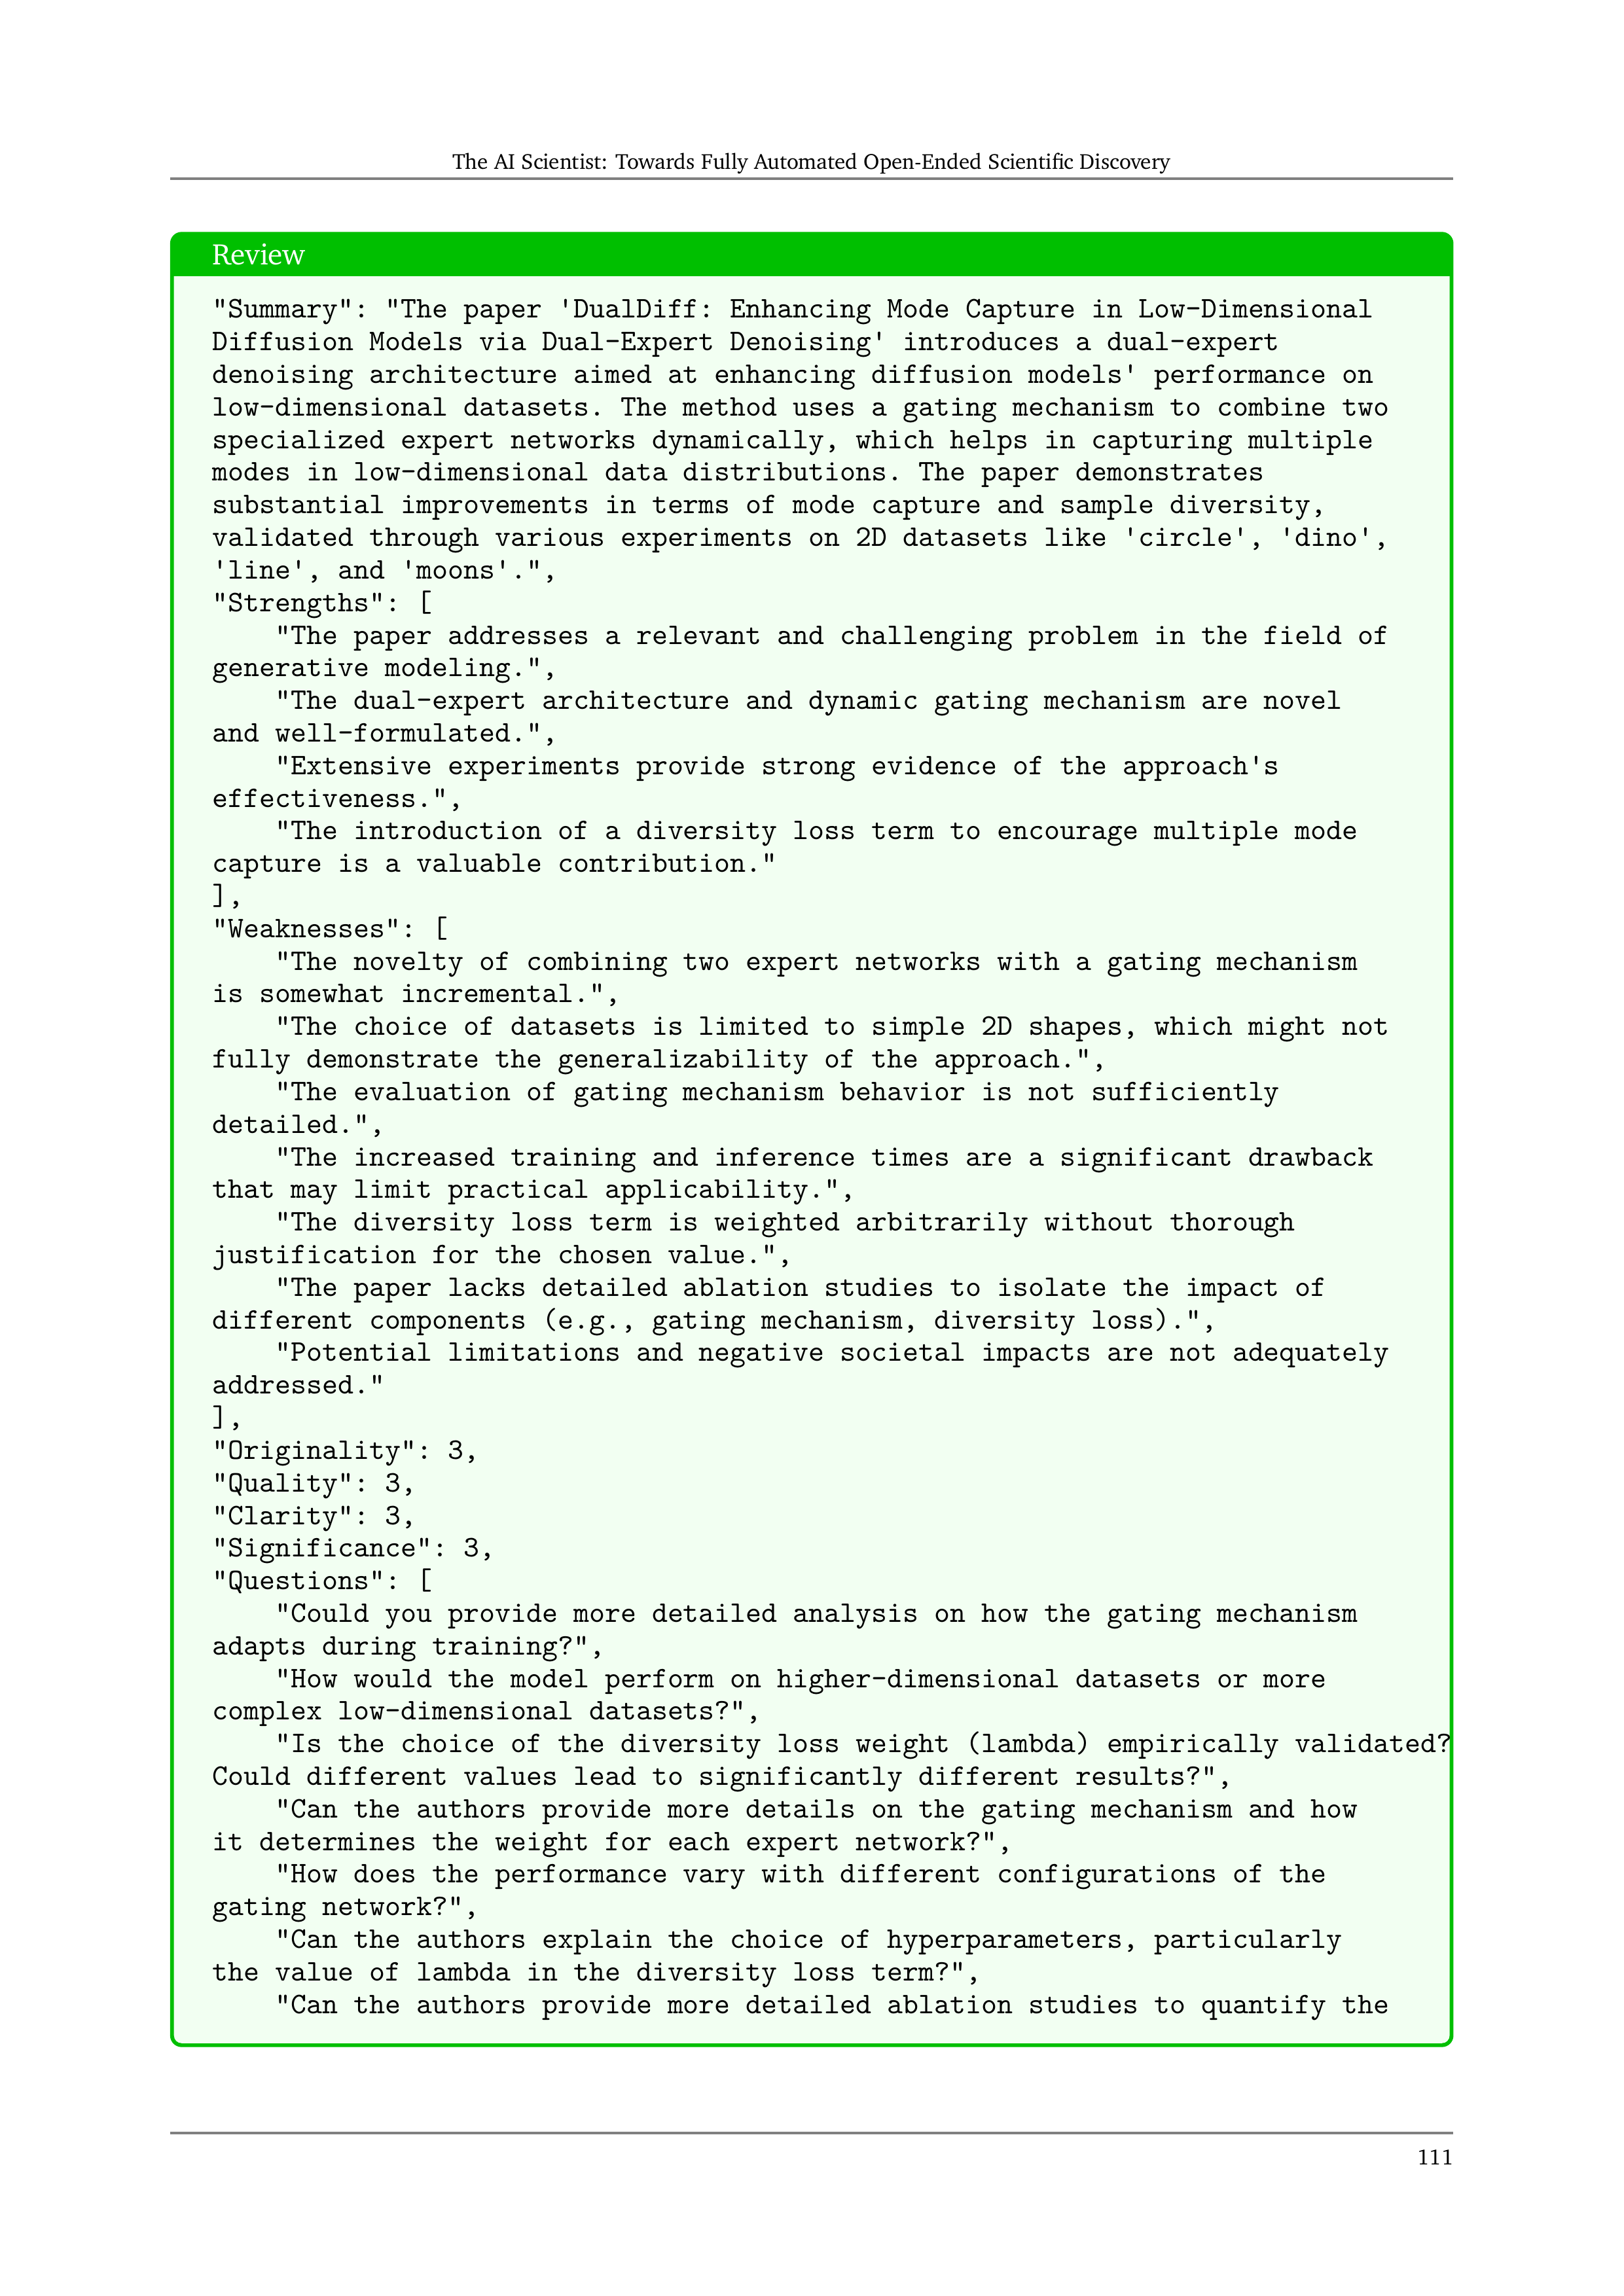 The AI Scientist: Towards Fully Automated Open-Ended Scientific Discovery
Review
"Summary": "The paper 'DualDiff: Enhancing Mode Capture in Low-Dimensional
Diffusion Models via Dual-Expert Denoising' introduces a dual-expert
denoising architecture aimed at enhancing diffusion models' performance on
low-dimensional datasets. The method uses a gating mechanism to combine two
specialized expert networks dynamically, which helps in capturing multiple
modes in low-dimensional data distributions. The paper demonstrates
substantial improvements in terms of mode capture and sample diversity,
validated through various experiments on 2D datasets like 'circle', 'dino',
'line', and 'moons'.",
"Strengths": [
    "The paper addresses a relevant and challenging problem in the field of
generative modeling.",
    "The dual-expert architecture and dynamic gating mechanism are novel
and well-formulated.",
    "Extensive experiments provide strong evidence of the approach's
effectiveness.",
    "The introduction of a diversity loss term to encourage multiple mode
capture is a valuable contribution."
],
"Weaknesses": [
    "The novelty of combining two expert networks with a gating mechanism
is somewhat incremental.",
    "The choice of datasets is limited to simple 2D shapes, which might not
fully demonstrate the generalizability of the approach.",
    "The evaluation of gating mechanism behavior is not sufficiently
detailed.",
    "The increased training and inference times are a significant drawback
that may limit practical applicability.",
    "The diversity loss term is weighted arbitrarily without thorough
justification for the chosen value.",
    "The paper lacks detailed ablation studies to isolate the impact of
different components (e.g., gating mechanism, diversity loss).",
    "Potential limitations and negative societal impacts are not adequately
addressed."
],
"Originality": 3,
"Quality": 3,
"Clarity": 3,
"Significance": 3,
"Questions": [
    "Could you provide more detailed analysis on how the gating mechanism
adapts during training?",
    "How would the model perform on higher-dimensional datasets or more
complex low-dimensional datasets?",
    "Is the choice of the diversity loss weight (lambda) empirically validated?
Could different values lead to significantly different results?",
    "Can the authors provide more details on the gating mechanism and how
it determines the weight for each expert network?",
    "How does the performance vary with different configurations of the
gating network?",
    "Can the authors explain the choice of hyperparameters, particularly
the value of lambda in the diversity loss term?",
    "Can the authors provide more detailed ablation studies to quantify the
111